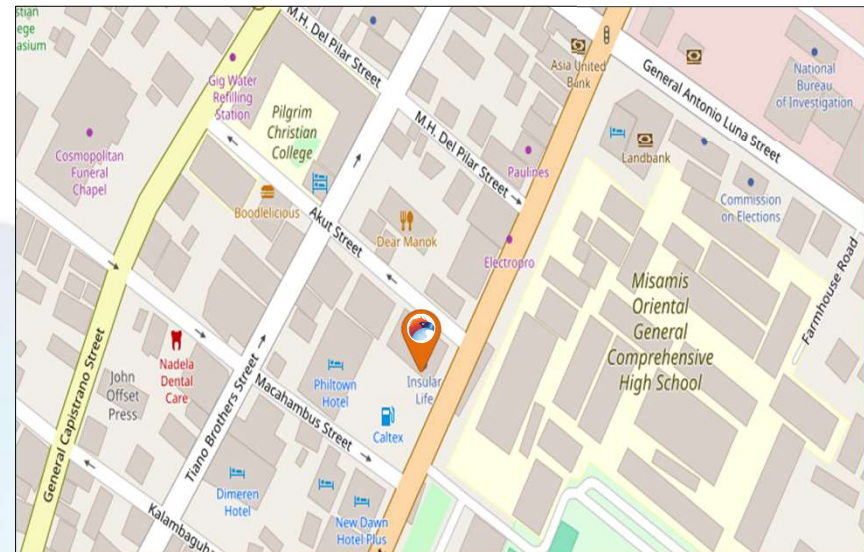 stian
ege
asium
Gig Water
Refilling
Station
Cosmopolitan
Funeral
Chapel
Pilgrim
Christian
College
M.H. Del Pilar Street
M.H. Del Pilar Street
Asia United
Bank
General Antonio Luna Street
National
Bureau
of Investigation
Landbank
Paulines
Commission
on Elections
Boodlelicious
Akut Street
Dear Manok
Electropro
Farmhouse Road
Misamis
Oriental
General
Comprehensive
High School
General Capistrano Street
Nadela
Dental
Care
John
Offset
Press
Tiano Brothers Street
Macahambus Street
Philtown
Hotel
Insular
Life
Caltex
Dimeren
Hotel
New Dawn
Hotel Plus
Kalambaguha